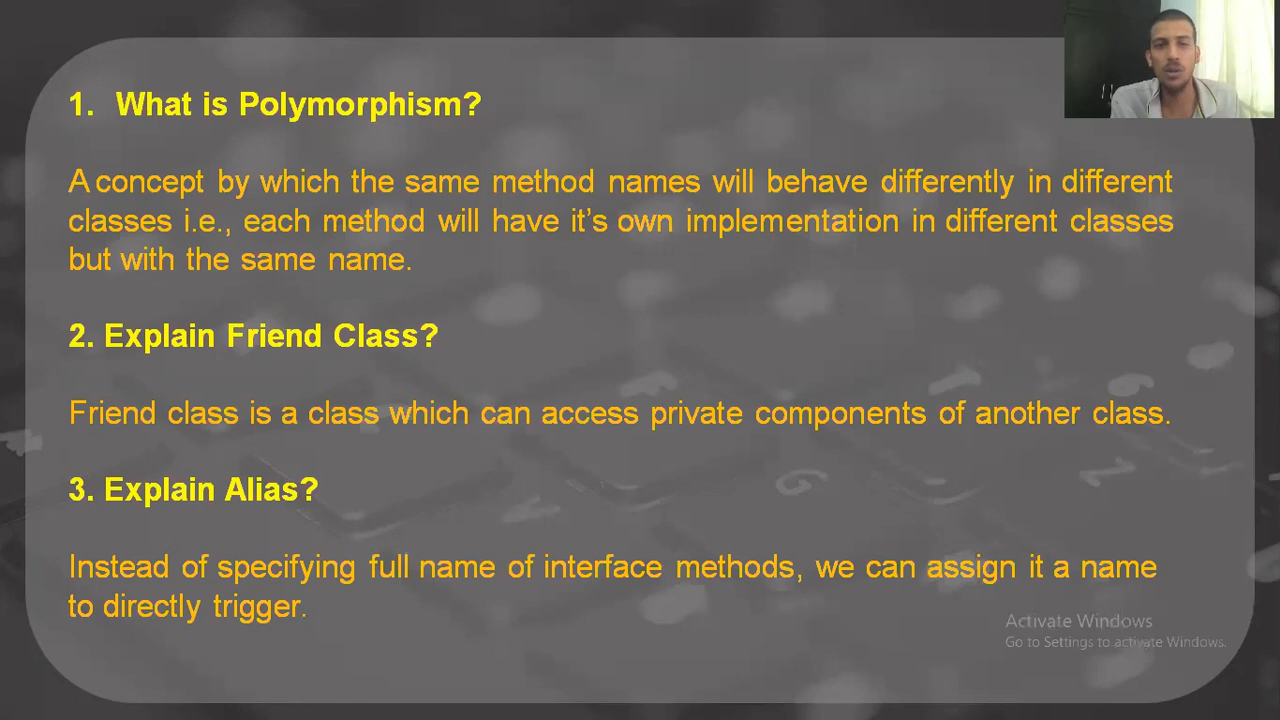 1. What is Polymorphism?
A concept by which the same method names will behave differently in different
classes i.e., each method will have it's own implementation in different classes
but with the same name.
2. Explain Friend Class?
Friend class is a class which can access private components of another class.
3. Explain Alias?
Instead of specifying full name of interface methods, we can assign it a name
to directly trigger.
Activate Windows
Go to Settings to activate Windows.